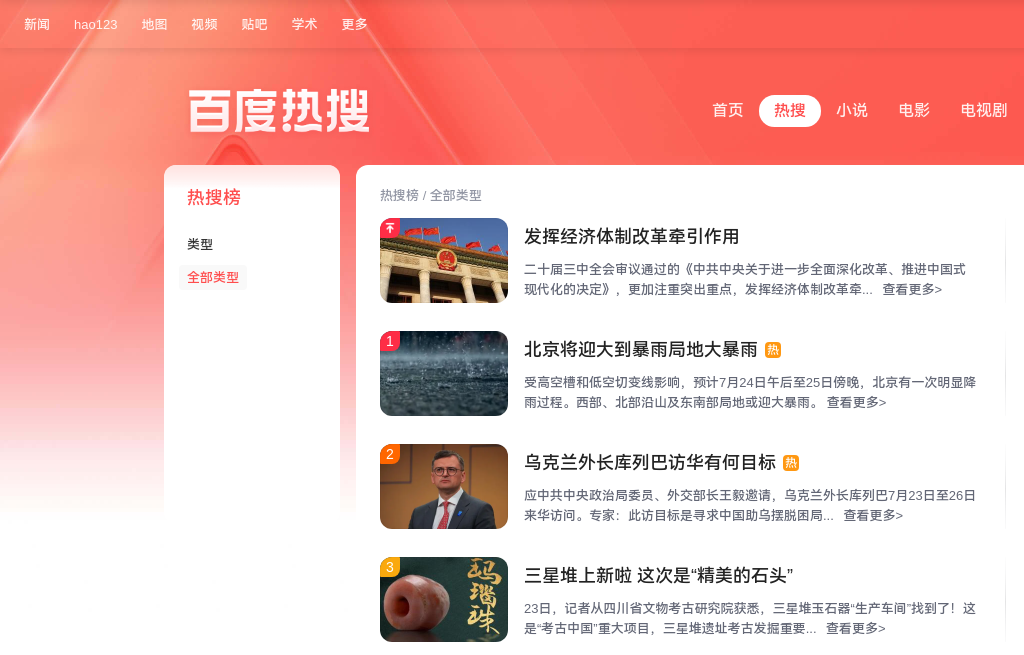 新闻 hao123 地图 视频 贴吧 学术 更多
百度热搜
首页 热搜 小说 电影 电视剧
热搜榜
类型
全部类型
热搜榜 / 全部类型
发挥经济体制改革牵引作用
二十届三中全会审议通过的《中共中央关于进一步全面深化改革、推进中国式
现代化的决定》，更加注重突出重点，发挥经济体制改革牵... 查看更多>
1
北京将迎大到暴雨局地大暴雨 热
受高空槽和低空切变线影响，预计7月24日午后至25日傍晚，北京有一次明显降
雨过程。西部、北部沿山及东南部局地或迎大暴雨。 查看更多>
2
乌克兰外长库列巴访华有何目标 热
应中共中央政治局委员、外交部长王毅邀请，乌克兰外长库列巴7月23日至26日
来华访问。专家：此访目标是寻求中国助乌摆脱困局... 查看更多>
3
玛瑙珠
三星堆上新啦 这次是“精美的石头”
23日，记者从四川省文物考古研究院获悉，三星堆玉石器“生产车间”找到了！这
是“考古中国”重大项目，三星堆遗址考古发掘重要... 查看更多>